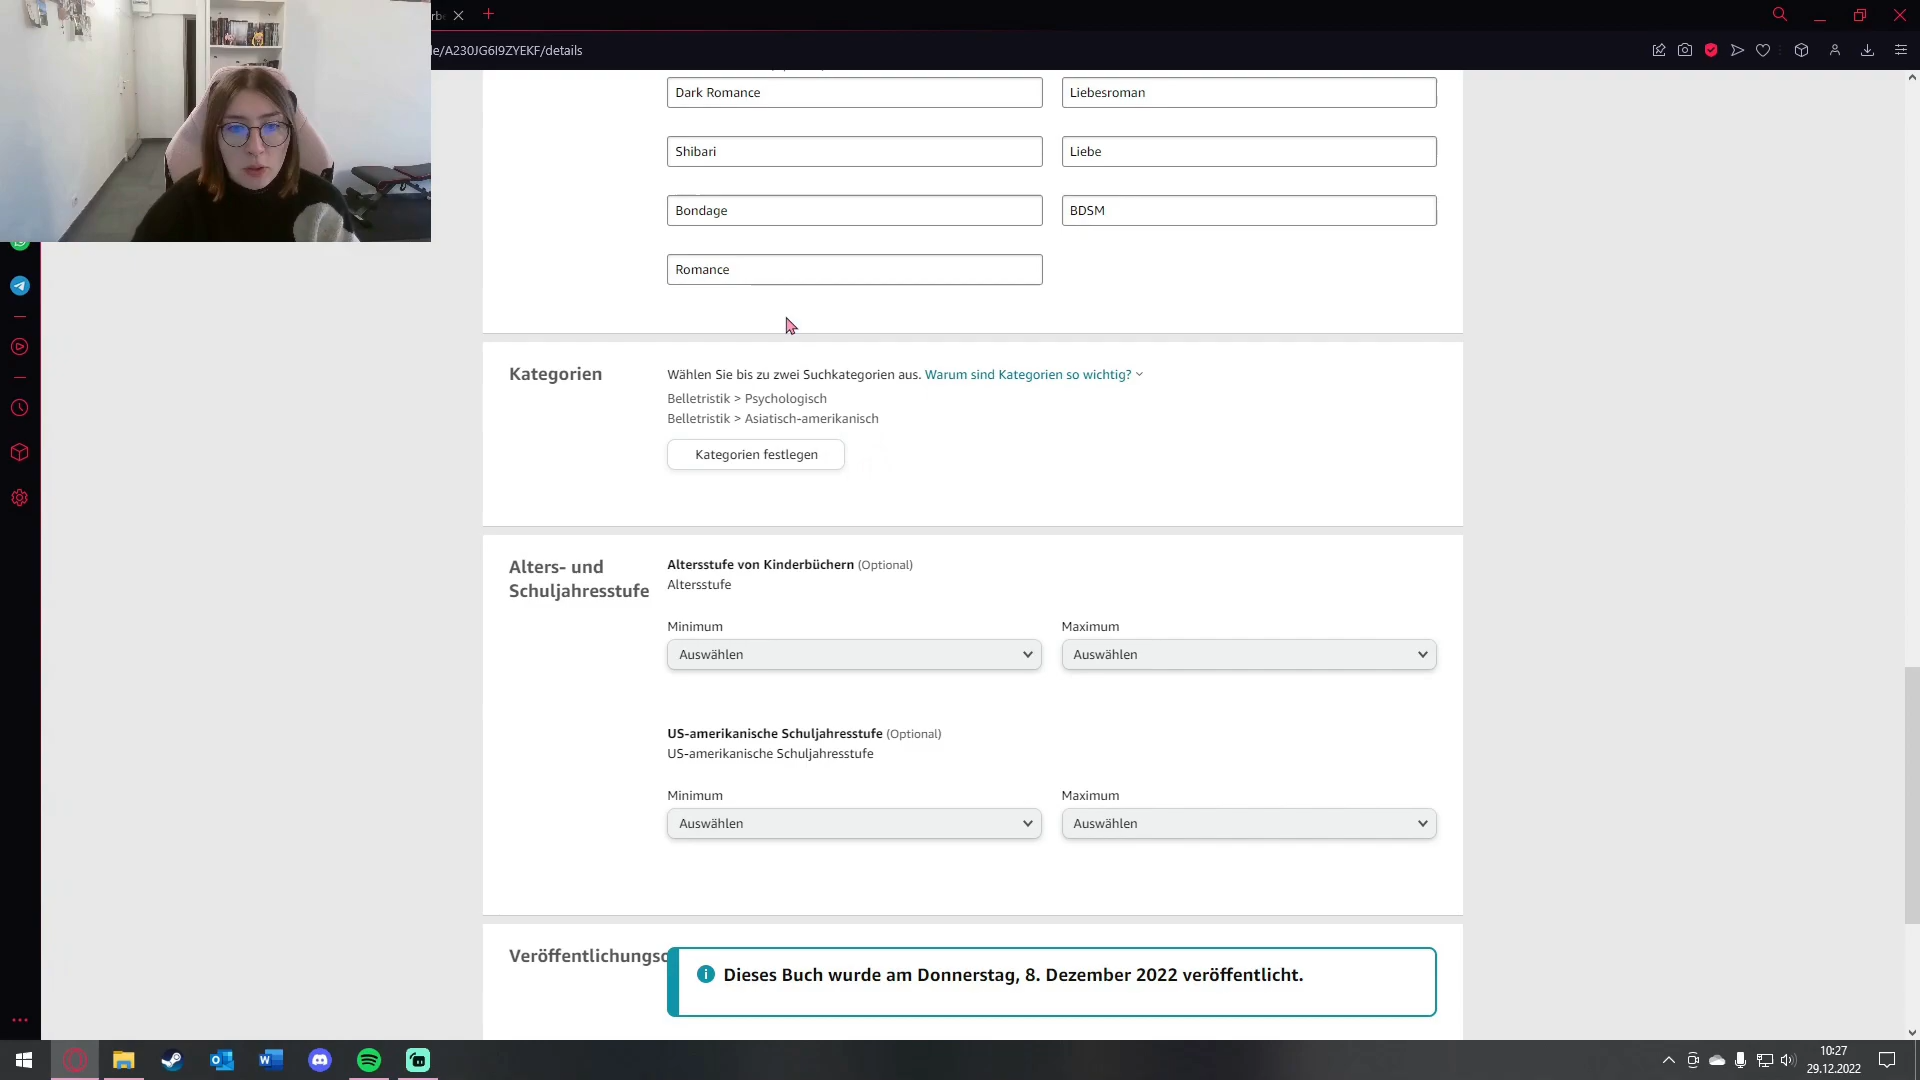 rbe
le/A230JG6I9ZYEKF/details
Dark Romance
Liebesroman
Shibari
Liebe
Bondage
BDSM
Romance
Kategorien
Wählen Sie bis zu zwei Suchkategorien aus. Warum sind Kategorien so wichtig?
Belletristik > Psychologisch
Belletristik > Asiatisch-amerikanisch
Kategorien festlegen
Alters- und
Schuljahresstufe
Altersstufe von Kinderbüchern (Optional)
Altersstufe
Minimum
Maximum
Auswählen
Auswählen
US-amerikanische Schuljahresstufe (Optional)
US-amerikanische Schuljahresstufe
Minimum
Maximum
Auswählen
Auswählen
Veröffentlichungsd
Dieses Buch wurde am Donnerstag, 8. Dezember 2022 veröffentlicht.
10:27
29.12.2022